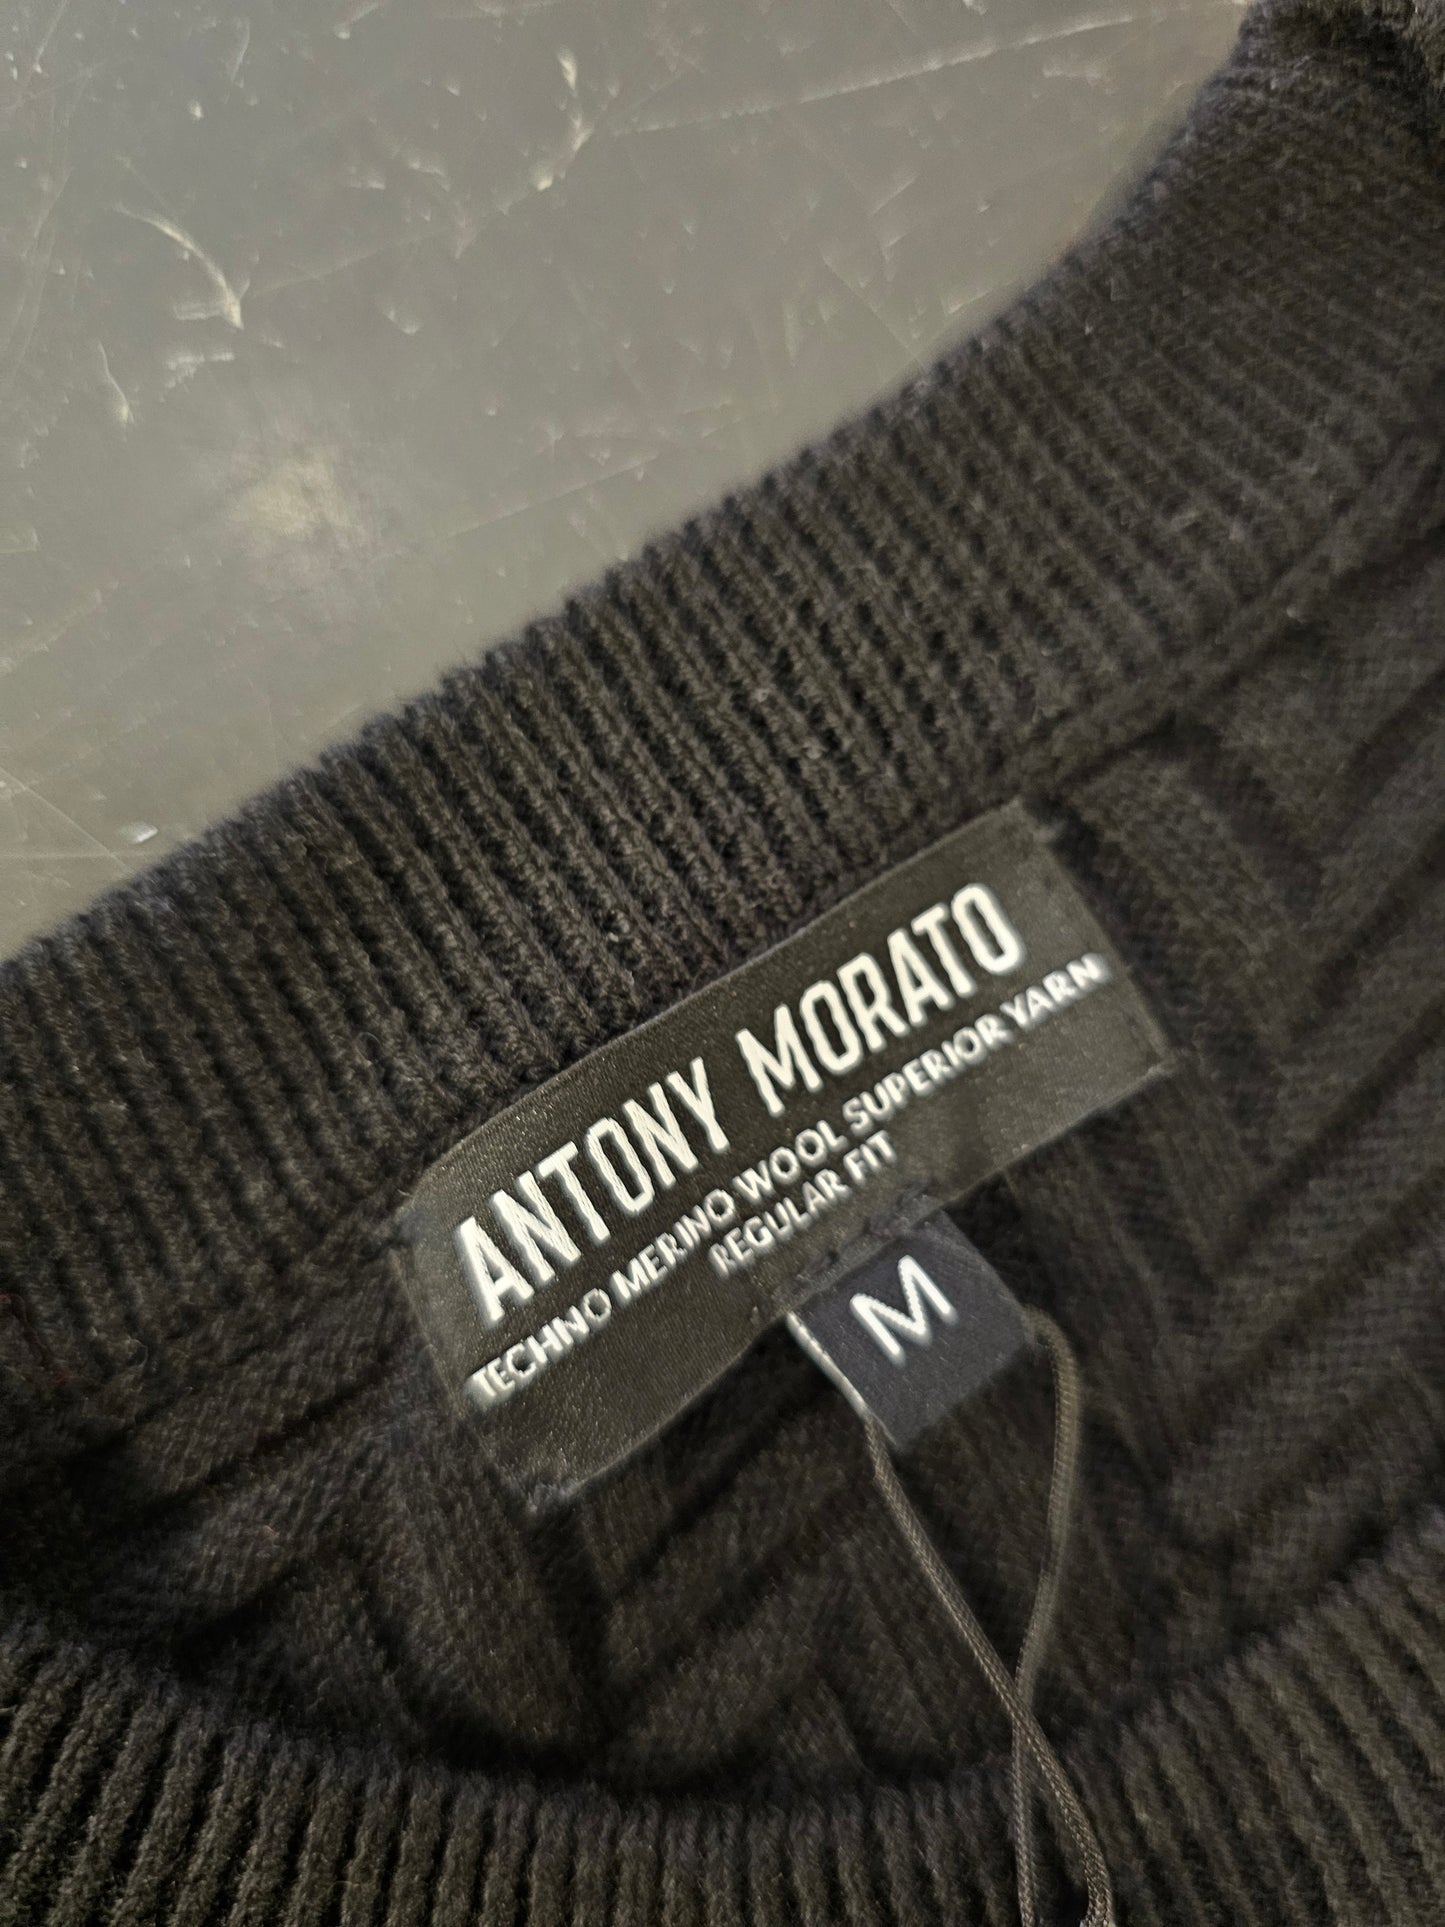 ANTONY MORATO
TECHNO MERINO WOOL SUPERIOR YARN
REGULAR FIT
M